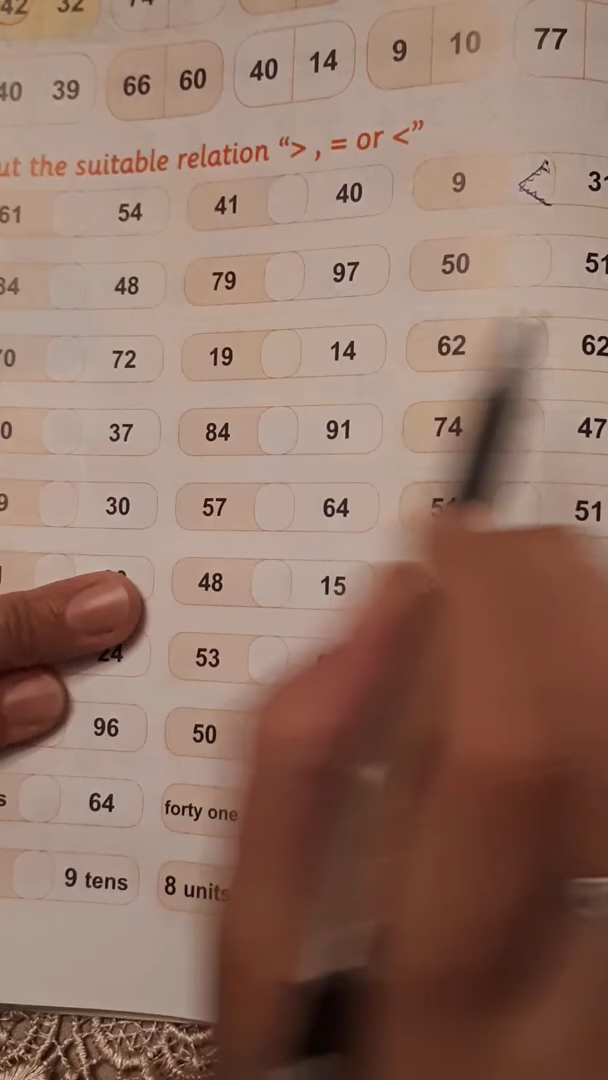 42 32
40 39 66 60 40 14 9 10 77
ut the suitable relation “> , = or <”
61 54 41 40 9 < 31
84 48 79 97 50 51
70 72 19 14 62 62
0 37 84 91 74 47
9 30 57 64 51
48 15
24 53
96 50
s 64 forty one
9 tens 8 units